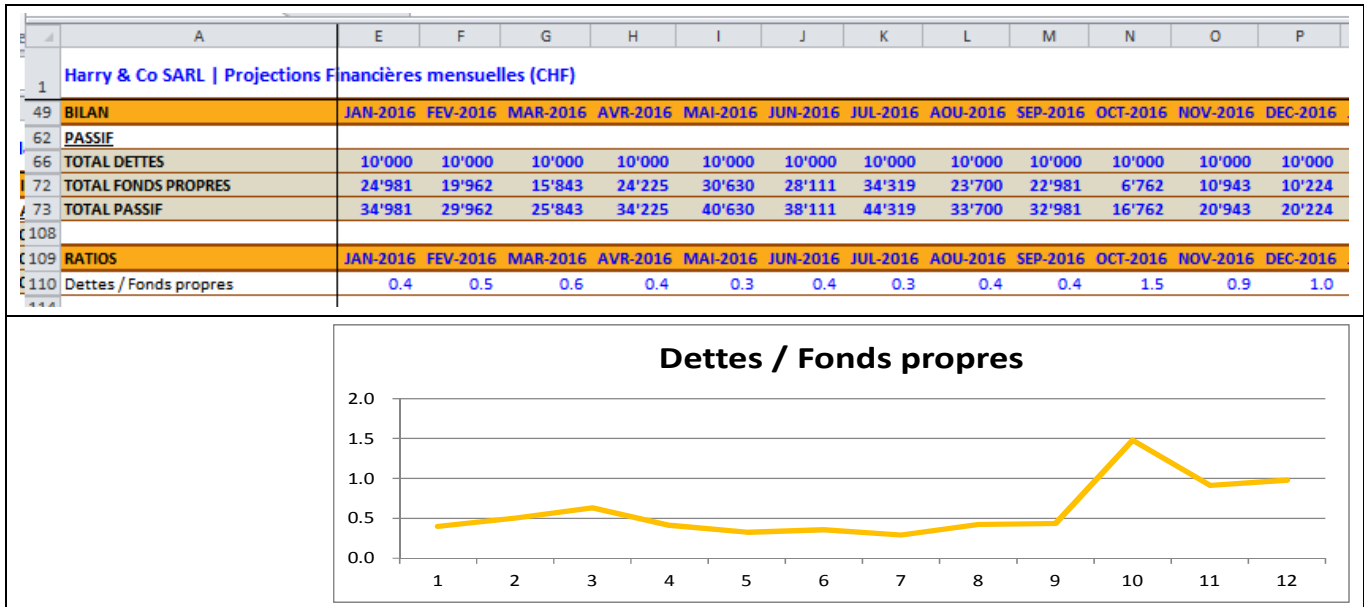 A E F G H I J K L M N O P
1 Harry & Co SARL | Projections Financières mensuelles (CHF)
49 BILAN JAN-2016 FEV-2016 MAR-2016 AVR-2016 MAI-2016 JUN-2016 JUL-2016 AOU-2016 SEP-2016 OCT-2016 NOV-2016 DEC-2016
62 PASSIF
66 TOTAL DETTES 10'000 10'000 10'000 10'000 10'000 10'000 10'000 10'000 10'000 10'000 10'000 10'000
72 TOTAL FONDS PROPRES 24'981 19'962 15'843 24'225 30'630 28'111 34'319 23'700 22'981 6'762 10'943 10'224
73 TOTAL PASSIF 34'981 29'962 25'843 34'225 40'630 38'111 44'319 33'700 32'981 16'762 20'943 20'224
108
109 RATIOS JAN-2016 FEV-2016 MAR-2016 AVR-2016 MAI-2016 JUN-2016 JUL-2016 AOU-2016 SEP-2016 OCT-2016 NOV-2016 DEC-2016
110 Dettes / Fonds propres 0.4 0.5 0.6 0.4 0.3 0.4 0.3 0.4 0.4 1.5 0.9 1.0
Dettes / Fonds propres
2.0
1.5
1.0
0.5
0.0
1 2 3 4 5 6 7 8 9 10 11 12